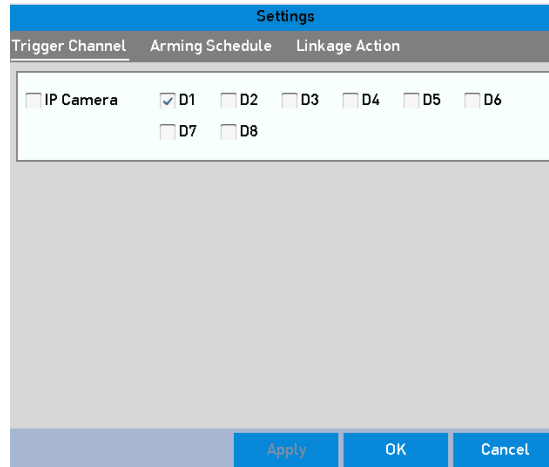 Settings
Trigger Channel Arming Schedule Linkage Action
IP Camera D1 D2 D3 D4 D5 D6
D7 D8
Apply OK Cancel